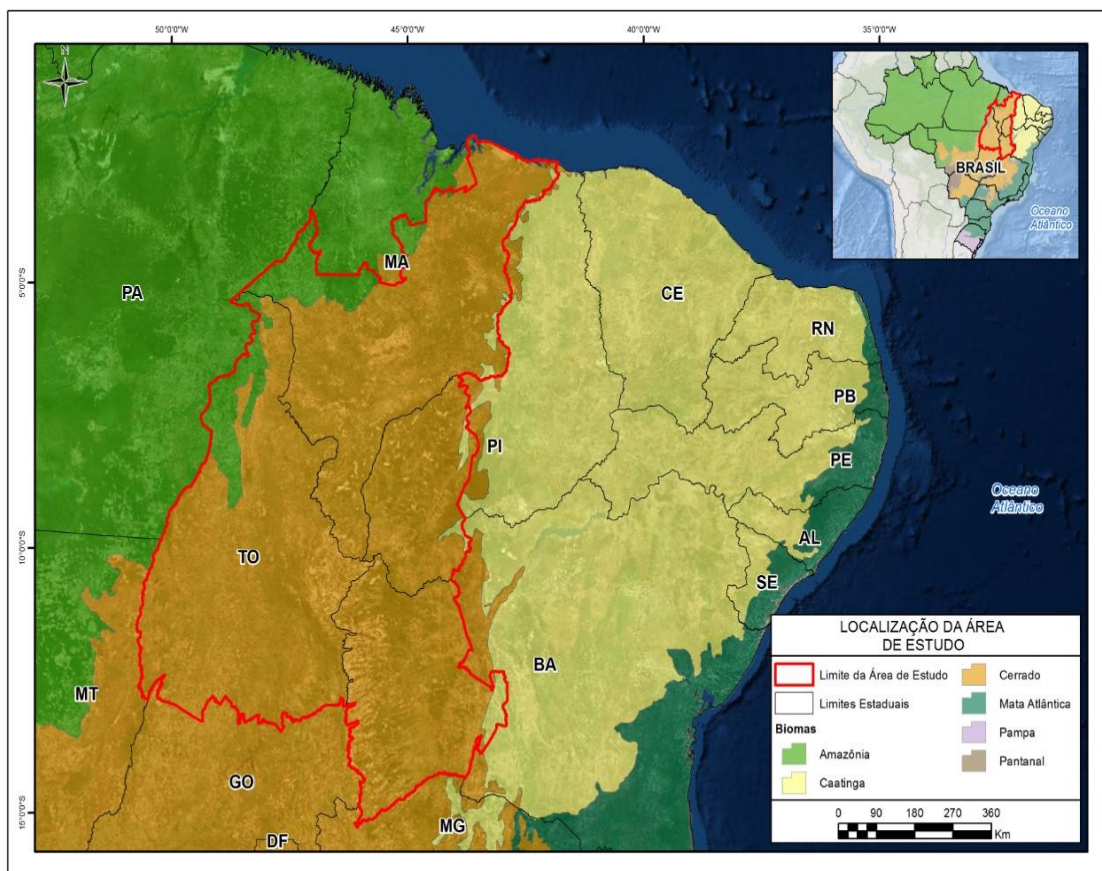 50°0'0"W
45°0'0"W
40°0'0"W
35°0'0"W
N
BRASIL
Oceano
Atlântico
5°0'0"S
10°0'0"S
15°0'0"S
PA
MA
CE
RN
PB
PI
PE
AL
SE
TO
BA
MT
GO
DF
MG
Oceano
Atlântico
LOCALIZAÇÃO DA ÁREA
DE ESTUDO
Limite da Área de Estudo
Limites Estaduais
Biomas
Amazônia
Caatinga
Cerrado
Mata Atlântica
Pampa
Pantanal
0 90 180 270 360
Km